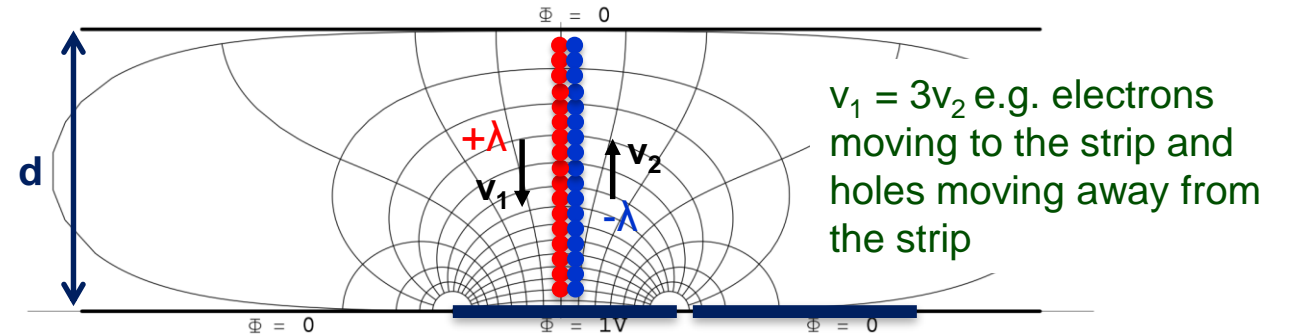 Φ = 0
v₁ = 3v₂ e.g. electrons
moving to the strip and
holes moving away from
the strip
+λ
v₂
d
v₁
-λ
Φ = 0
Φ = 1V
Φ = 0